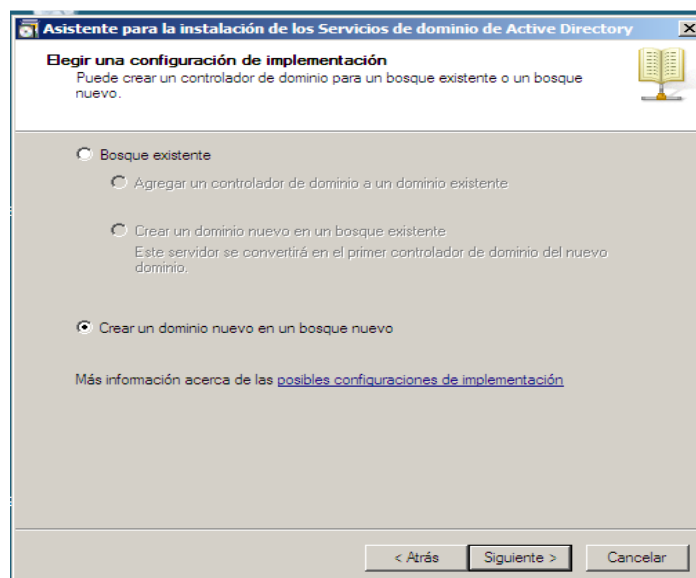 Asistente para la instalación de los Servicios de dominio de Active Directory
Elegir una configuración de implementación
Puede crear un controlador de dominio para un bosque existente o un bosque
nuevo.
Bosque existente
Agregar un controlador de dominio a un dominio existente
Crear un dominio nuevo en un bosque existente
Este servidor se convertirá en el primer controlador de dominio del nuevo
dominio.
Crear un dominio nuevo en un bosque nuevo
Más información acerca de las posibles configuraciones de implementación
< Atrás Siguiente > Cancelar